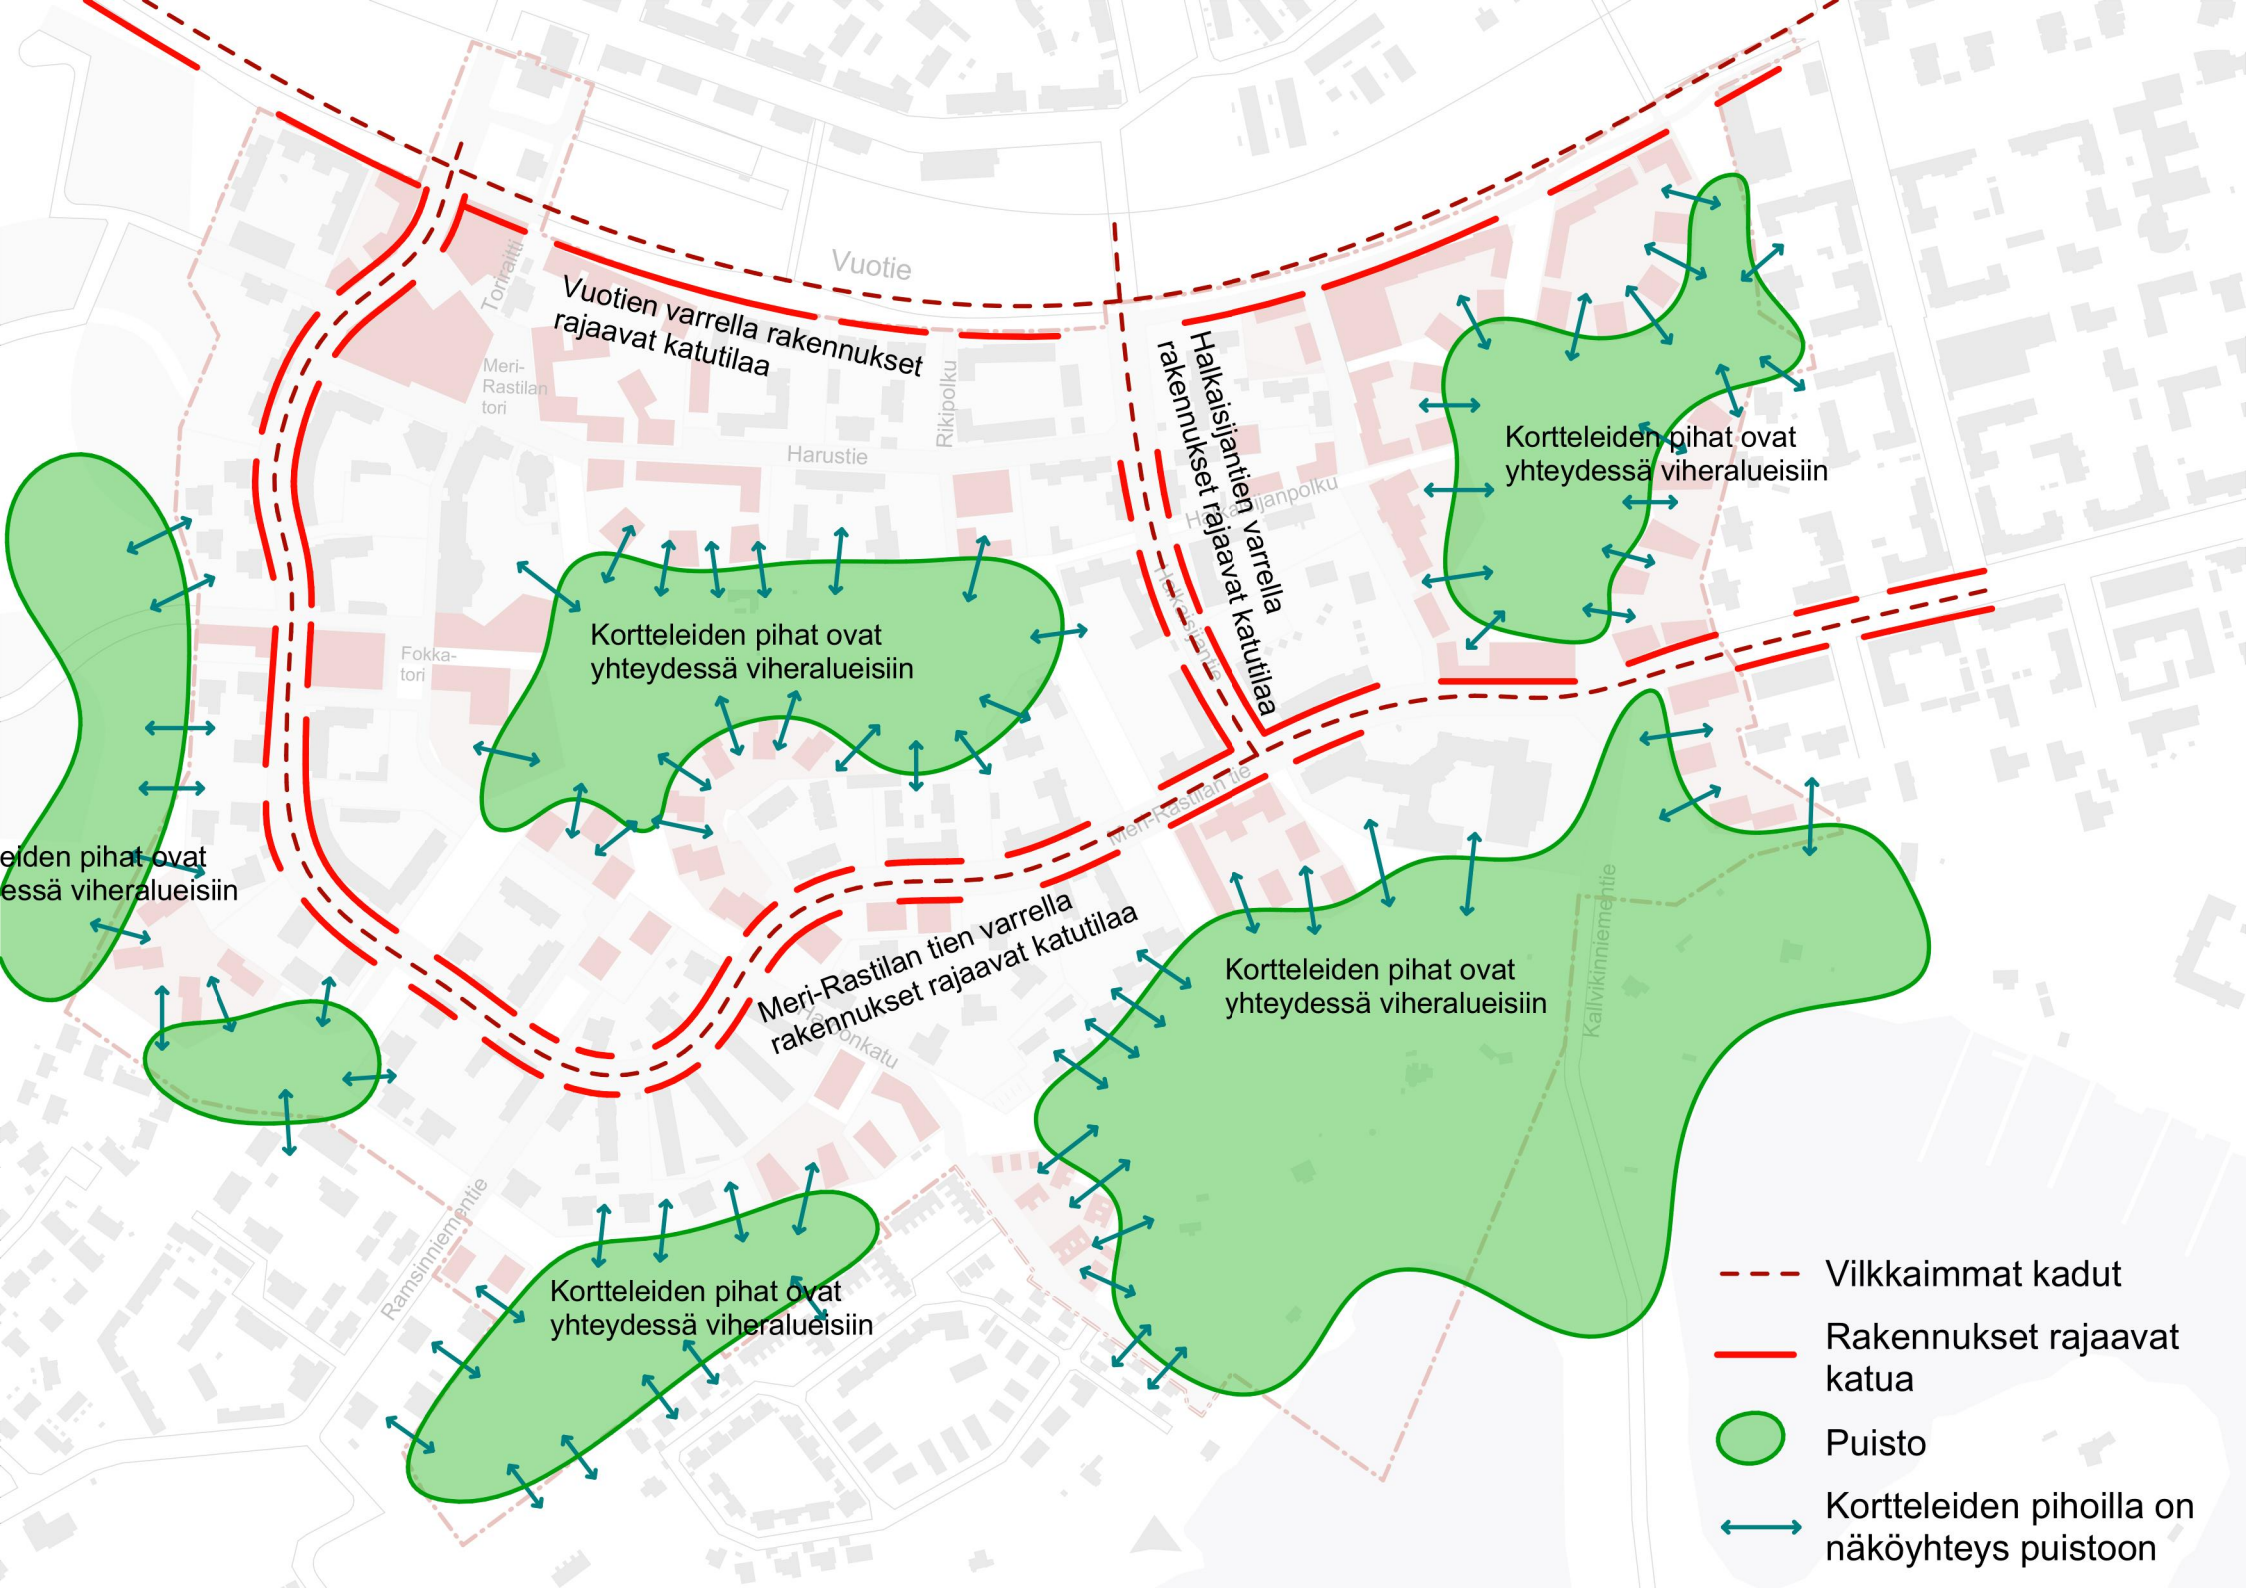 Vuotie
Toriraitti
Vuotien varrella rakennukset
rajaavat katutilaa
Meri-
Rastilan
tori
Rikipolku
Harustie
Halkaisijantien varrella
rakennukset rajaavat katutilaa
Halkaisijanpolku
Halkaisijantie
Kortteleiden pihat ovat
yhteydessä viheralueisiin
Kortteleiden pihat ovat
yhteydessä viheralueisiin
Fokka-
tori
Meri-Rastilan tie
eiden pihat ovat
essä viheralueisiin
Meri-Rastilan tien varrella
rakennukset rajaavat katutilaa
Kortteleiden pihat ovat
yhteydessä viheralueisiin
Kallvikinniementie
Ramsinniementie
Kortteleiden pihat ovat
yhteydessä viheralueisiin
Vilkkaimmat kadut
Rakennukset rajaavat
katua
Puisto
Kortteleiden pihoilla on
näköyhteys puistoon